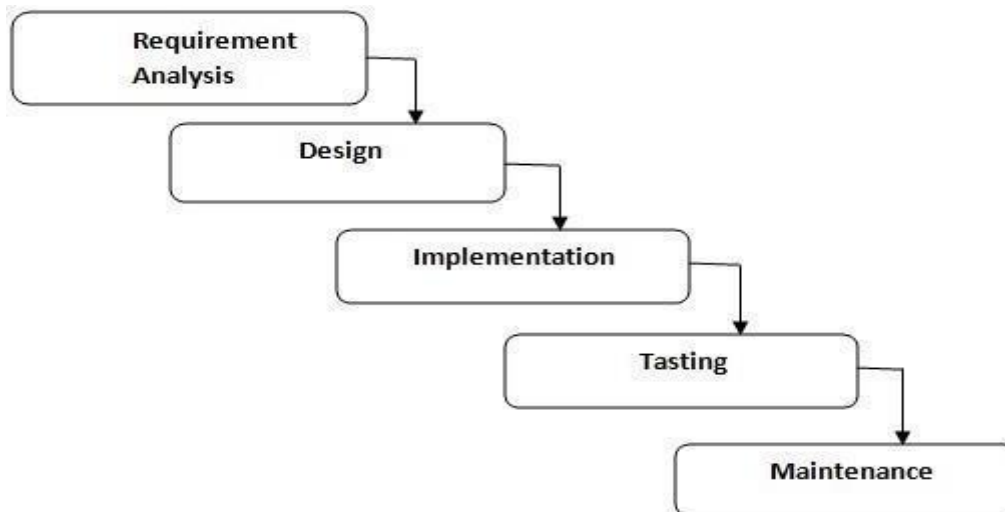 Requirement
Analysis
Design
Implementation
Tasting
Maintenance